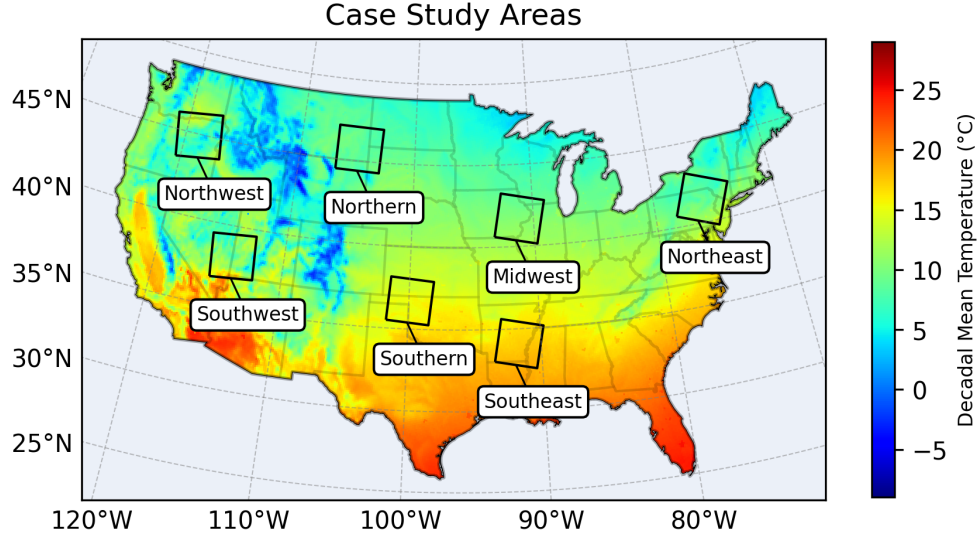 Case Study Areas
45°N
40°N
35°N
30°N
25°N
120°W
110°W
100°W
90°W
80°W
Northwest
Northern
Northeast
Midwest
Southwest
Southern
Southeast
25
20
15
10
5
0
−5
Decadal Mean Temperature (°C)